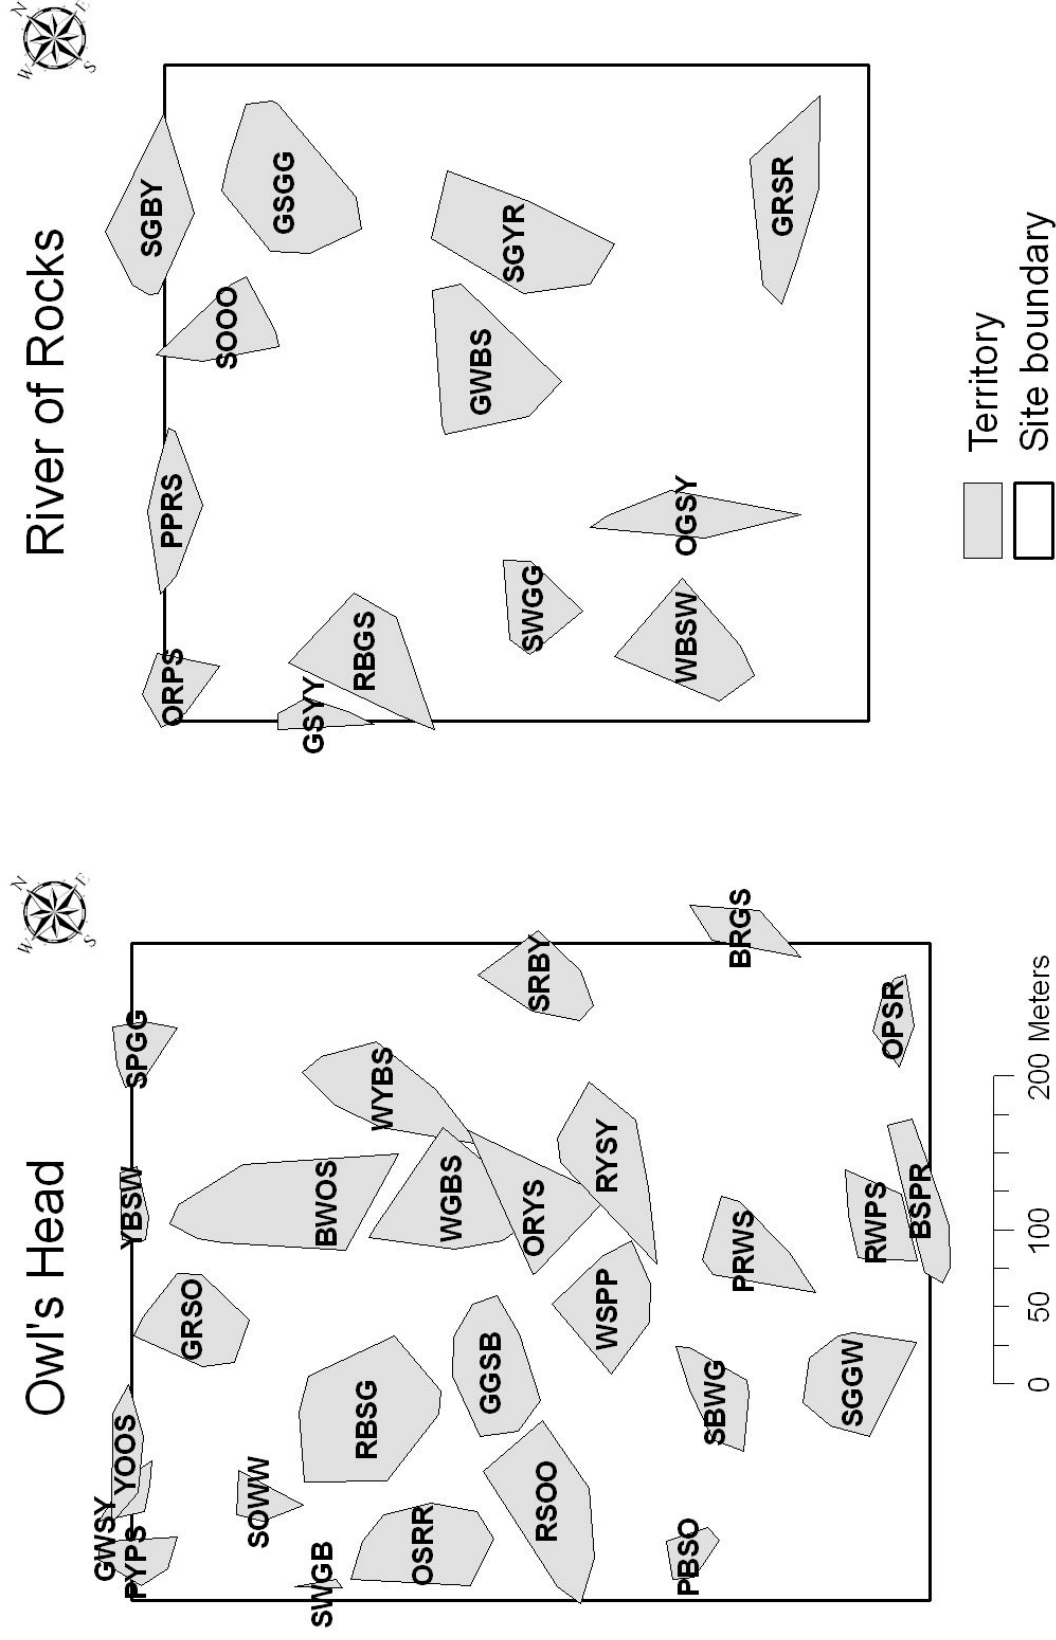 Owl's Head
W
N
S
E
GWSY
YOOS
PYPS
YBSW
SPGG
GRSO
SOWW
SWGB
BWOS
RBSG
WYBS
OSRR
WGBS
GGSB
ORYS
SRBY
RSOO
WSPP
RYSY
PBSO
SBWG
PRWS
BRGS
SGGW
RWPS
OPSR
BSPR
0 50 100 200 Meters
River of Rocks
W
N
S
E
SGBY
ORPS
PPRS
SOOO
GSGG
GSYY
RBGS
GWBS
SGYR
SWGG
WBSW
OGSY
GRSR
Territory
Site boundary